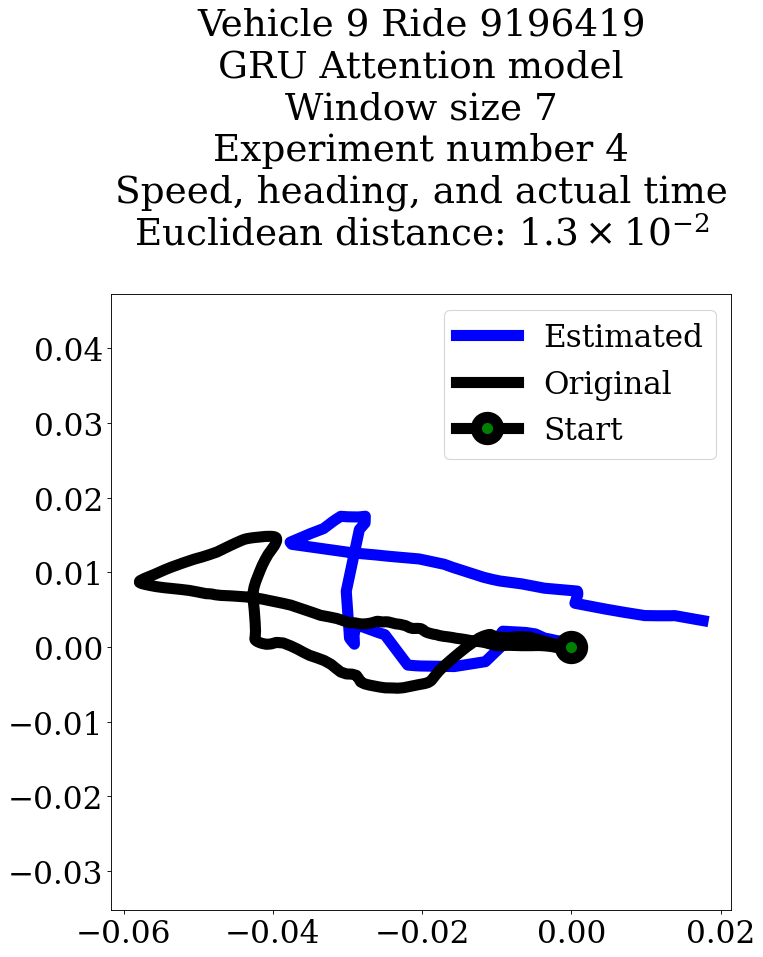 Vehicle 9 Ride 9196419
GRU Attention model
Window size 7
Experiment number 4
Speed, heading, and actual time
Euclidean distance: 1.3 × 10⁻²
Estimated
Original
Start
0.04
0.03
0.02
0.01
0.00
−0.01
−0.02
−0.03
−0.06
−0.04
−0.02
0.00
0.02